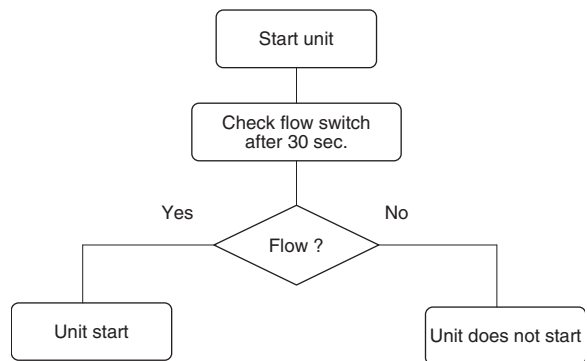 Start unit
Check flow switch
after 30 sec.
Yes
No
Flow ?
Unit start
Unit does not start